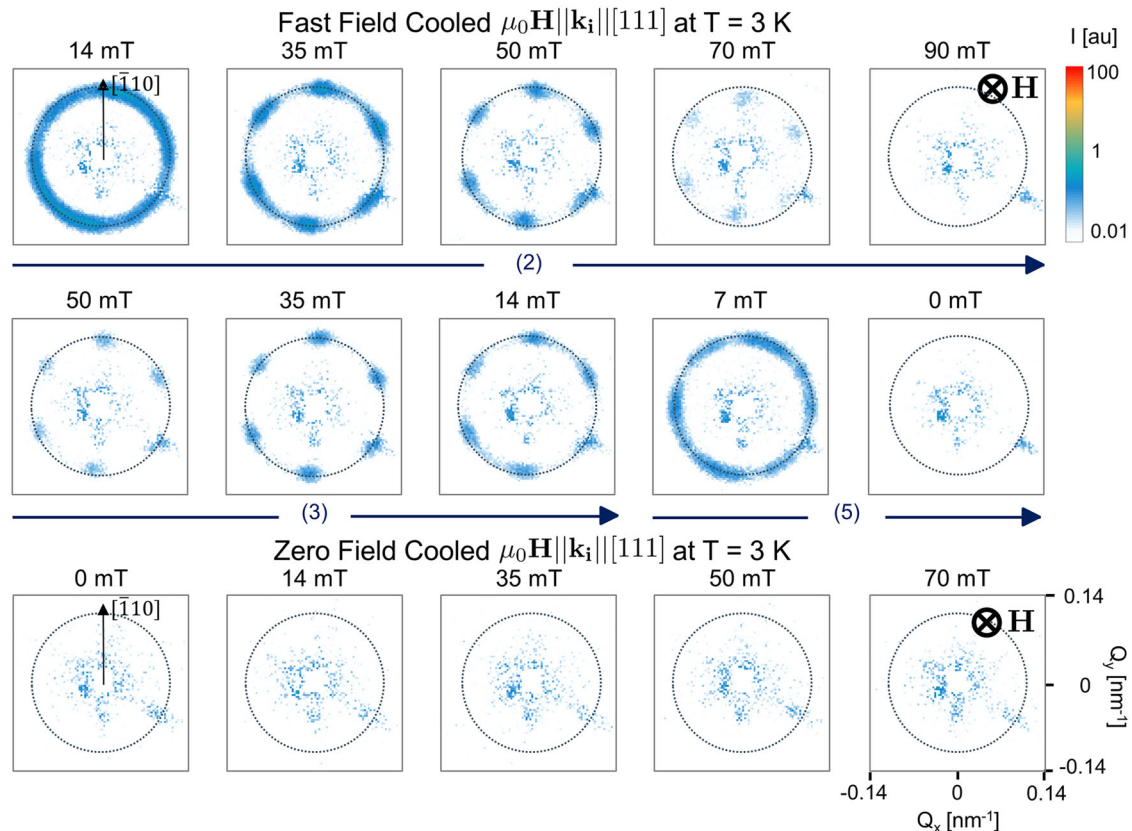 Fast Field Cooled μ₀H||kᵢ||[111] at T = 3 K
14 mT 35 mT 50 mT 70 mT 90 mT
[1̄10]
H
I [au]
100
1
0.01
(2)
50 mT 35 mT 14 mT 7 mT 0 mT
(3) (5)
Zero Field Cooled μ₀H||kᵢ||[111] at T = 3 K
0 mT 14 mT 35 mT 50 mT 70 mT
[1̄10]
H
0.14
0
-0.14
Q_y [nm⁻¹]
-0.14 0 0.14
Q_x [nm⁻¹]